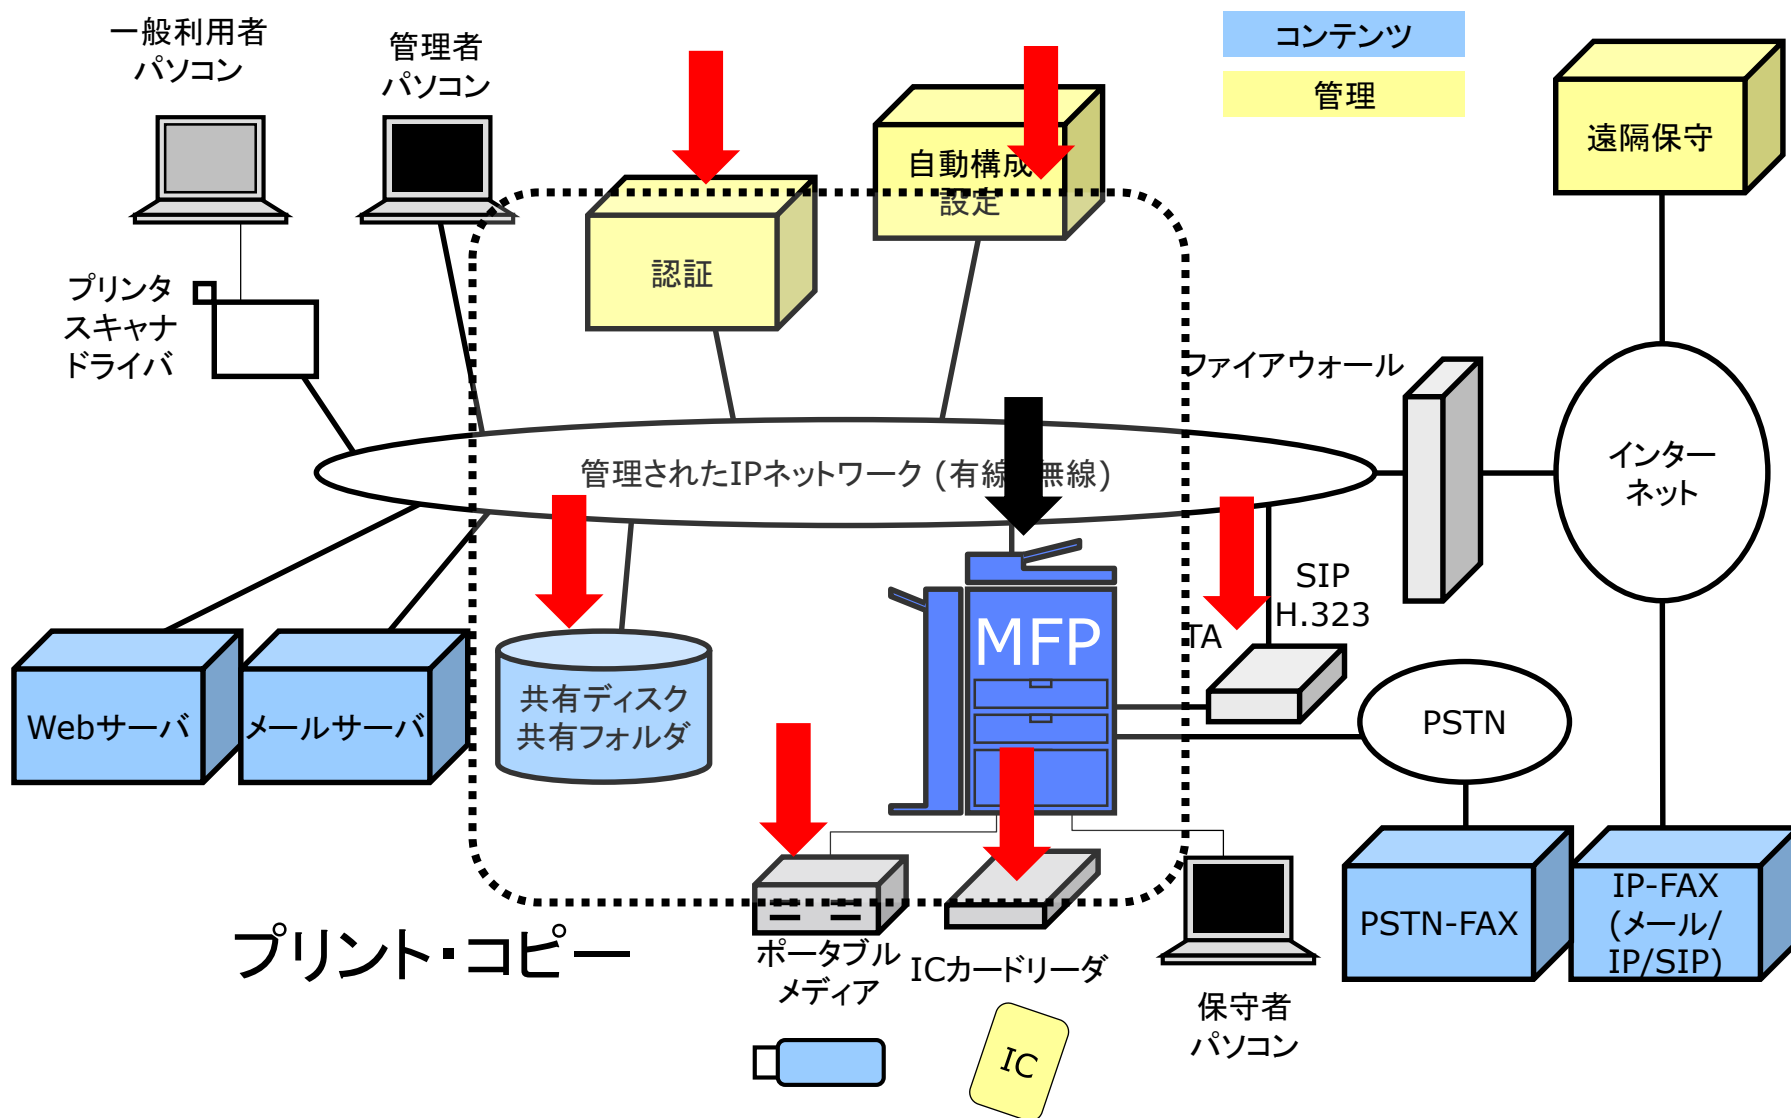 一般利用者
パソコン
管理者
パソコン
コンテンツ
管理
遠隔保守
自動構成
設定
認証
プリンタ
スキャナ
ドライバ
ファイアウォール
管理されたIPネットワーク (有線 無線)
インター
ネット
SIP
H.323
TA
MFP
Webサーバ
メールサーバ
共有ディスク
共有フォルダ
PSTN
PSTN-FAX
IP-FAX
(メール/
IP/SIP)
プリント・コピー
ポータブル
メディア
ICカードリーダ
保守者
パソコン
IC